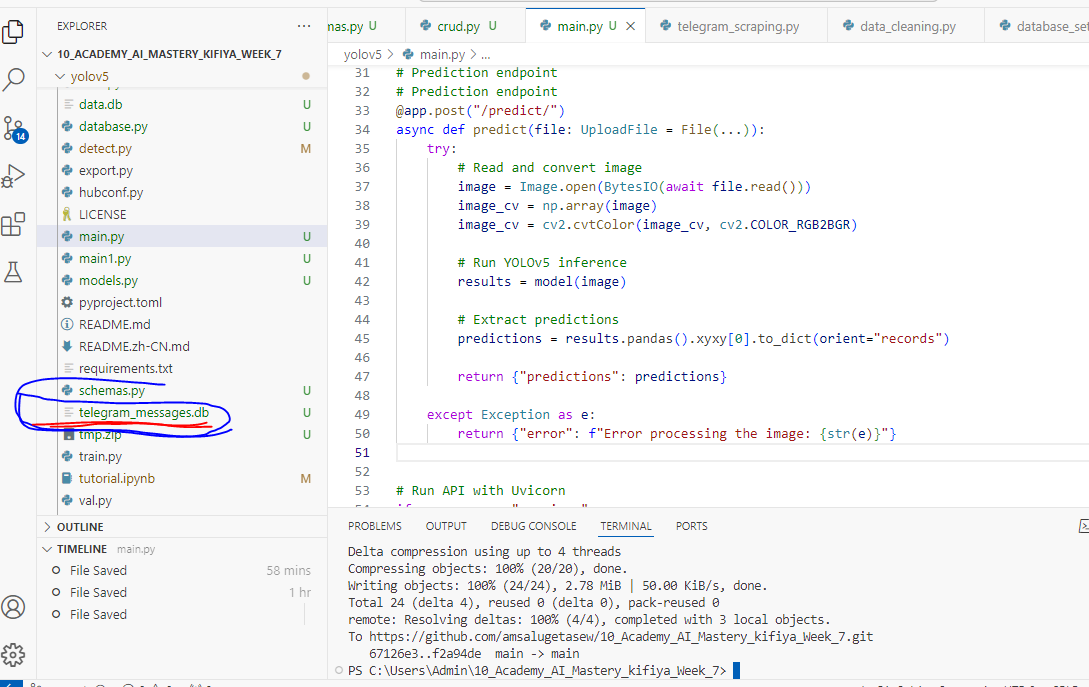 EXPLORER
10_ACADEMY_AI_MASTERY_KIFIYA_WEEK_7
yolov5
data.db U
database.py U
detect.py M
export.py
hubconf.py
LICENSE
main.py U
main1.py U
models.py U
pyproject.toml
README.md
README.zh-CN.md
requirements.txt
schemas.py U
telegram_messages.db U
tmp.zip U
train.py
tutorial.ipynb M
val.py
OUTLINE
TIMELINE main.py
File Saved 58 mins
File Saved 1 hr
File Saved
14
mas.py U
crud.py U
main.py U
telegram_scraping.py
data_cleaning.py
database_set
yolov5 > main.py > ...
31 # Prediction endpoint
32 # Prediction endpoint
33 @app.post("/predict/")
34 async def predict(file: UploadFile = File(...)):
35 try:
36 # Read and convert image
37 image = Image.open(BytesIO(await file.read()))
38 image_cv = np.array(image)
39 image_cv = cv2.cvtColor(image_cv, cv2.COLOR_RGB2BGR)
40
41 # Run YOLOv5 inference
42 results = model(image)
43
44 # Extract predictions
45 predictions = results.pandas().xyxy[0].to_dict(orient="records")
46
47 return {"predictions": predictions}
48
49 except Exception as e:
50 return {"error": f"Error processing the image: {str(e)}"}
51
52
53 # Run API with Uvicorn
PROBLEMS OUTPUT DEBUG CONSOLE TERMINAL PORTS
Delta compression using up to 4 threads
Compressing objects: 100% (20/20), done.
Writing objects: 100% (24/24), 2.78 MiB | 50.00 KiB/s, done.
Total 24 (delta 4), reused 0 (delta 0), pack-reused 0
remote: Resolving deltas: 100% (4/4), completed with 3 local objects.
To https://github.com/amsalugetasew/10_Academy_AI_Mastery_kifiya_Week_7.git
67126e3..f2a94de main -> main
PS C:\Users\Admin\10_Academy_AI_Mastery_kifiya_Week_7>